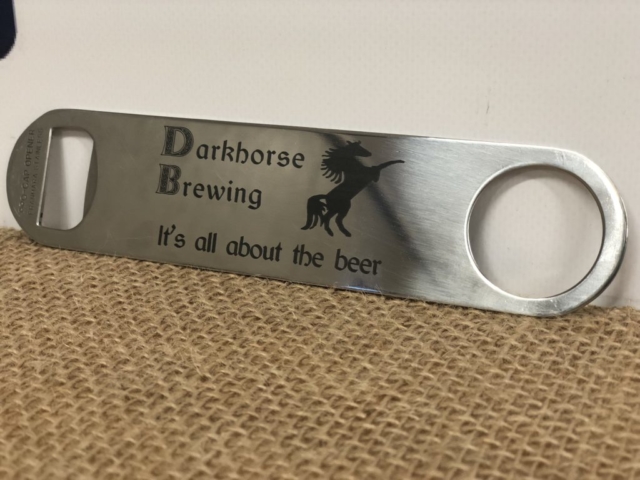 Darkhorse
Brewing
It's all about the beer